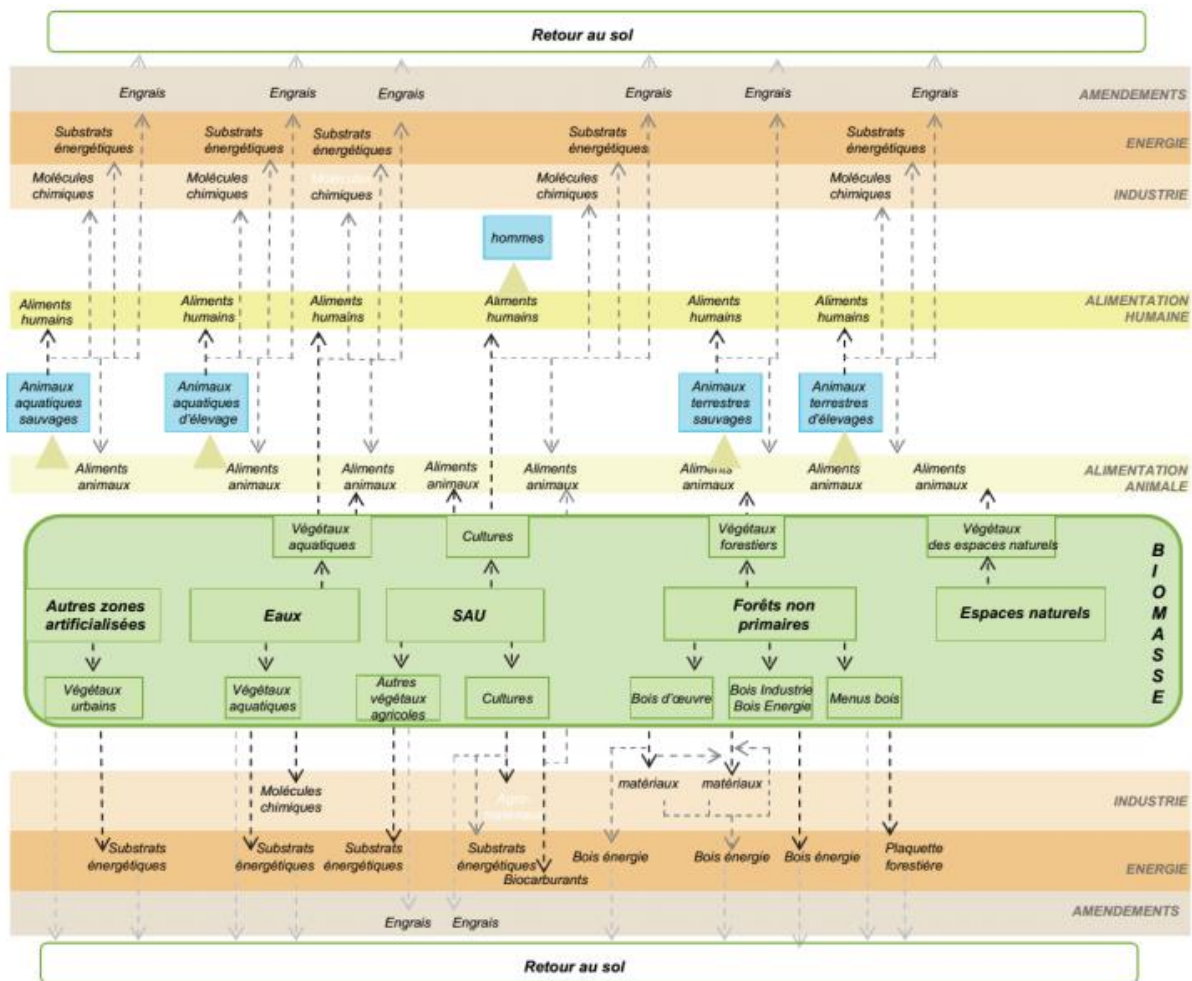 Retour au sol
Engrais
Engrais
Engrais
Engrais
Engrais
Engrais
AMENDEMENTS
Substrats
énergétiques
Substrats
énergétiques
Substrats
énergétiques
Substrats
énergétiques
Substrats
énergétiques
ENERGIE
Molécules
chimiques
Molécules
chimiques
Molécules
chimiques
Molécules
chimiques
Molécules
chimiques
INDUSTRIE
hommes
Aliments
humains
Aliments
humains
Aliments
humains
Aliments
humains
Aliments
humains
Aliments
humains
ALIMENTATION
HUMAINE
Animaux
aquatiques
sauvages
Animaux
aquatiques
d'élevage
Animaux
terrestres
sauvages
Animaux
terrestres
d'élevages
Aliments
animaux
Aliments
animaux
Aliments
animaux
Aliments
animaux
Aliments
animaux
Aliments
animaux
Aliments
animaux
Aliments
animaux
ALIMENTATION
ANIMALE
Végétaux
aquatiques
Cultures
Végétaux
forestiers
Végétaux
des espaces naturels
BIOMASSE
Autres zones
artificialisées
Eaux
SAU
Forêts non
primaires
Espaces naturels
Végétaux
urbains
Végétaux
aquatiques
Autres
végétaux
agricoles
Cultures
Bois d'œuvre
Bois Industrie
Bois Energie
Menus bois
Molécules
chimiques
matériaux
matériaux
INDUSTRIE
Substrats
énergétiques
Substrats
énergétiques
Substrats
énergétiques
Substrats
énergétiques
Biocarburants
Bois énergie
Bois énergie
Bois énergie
Plaquette
forestière
ENERGIE
Engrais
Engrais
AMENDEMENTS
Retour au sol